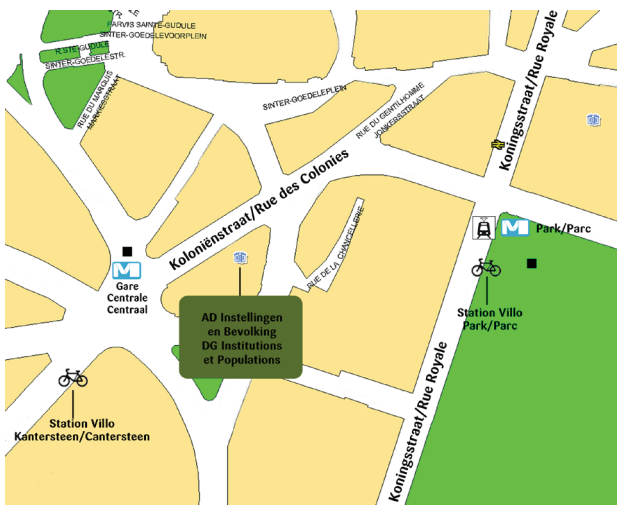 PARVIS SAINTE-GUDULE
SINTER-GOEDELEVOORPLEIN
R.STE-GUDULE
SINTER-GOEDELESTR.
RUE DU MARQUIS
MARKIESSTRAAT
SINTER-GOEDELEPLEIN
RUE DU GENTILHOMME
JONKERSSTRAAT
Koningsstraat/Rue Royale
Koloniënstraat/Rue des Colonies
RUE DE LA CHANCELLERIE
M
Park/Parc
M
Gare
Centrale
Centraal
Station Villo
Park/Parc
AD Instellingen
en Bevolking
DG Institutions
et Populations
Koningsstraat/Rue Royale
Station Villo
Kantersteen/Cantersteen